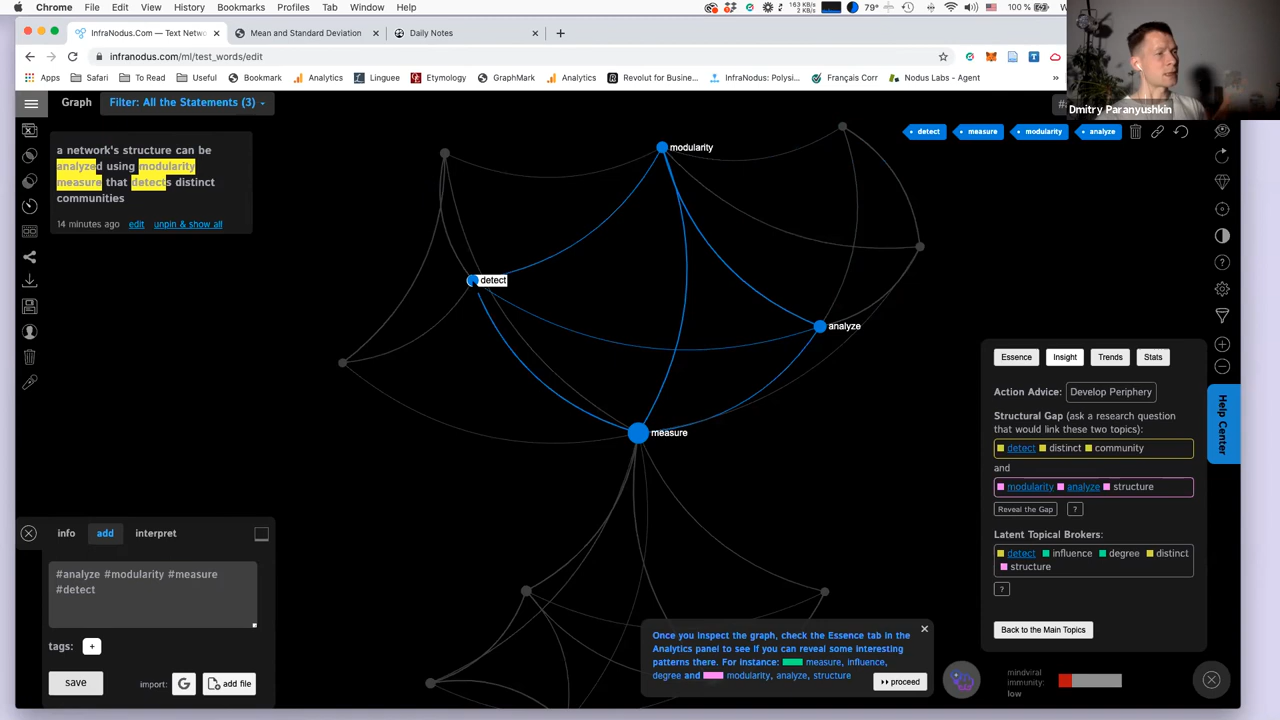 Chrome File Edit View History Bookmarks Profiles Tab Window Help
163 KB/s
2 KB/s
79°
100 %
InfraNodus.Com — Text Netwo
Mean and Standard Deviation
Daily Notes
infranodus.com/ml/test_words/edit
Apps Safari To Read Useful Bookmark Analytics Linguee Etymology GraphMark Analytics Revolut for Busine... InfraNodus: Polysi... Français Corr Nodus Labs - Agent
Dmitry Paranyushkin
Graph
Filter: All the Statements (3)
#
detect measure modularity analyze
a network's structure can be
analyzed using modularity
measure that detects distinct
communities
14 minutes ago edit unpin & show all
modularity
detect
analyze
measure
Essence Insight Trends Stats
Action Advice: Develop Periphery
Structural Gap (ask a research question
that would link these two topics):
detect distinct community
and
modularity analyze structure
Reveal the Gap ?
Latent Topical Brokers:
detect influence degree distinct
structure
?
Back to the Main Topics
Help Center
info add interpret
#analyze #modularity #measure
#detect
tags: +
save import: G add file
Once you inspect the graph, check the Essence tab in the
Analytics panel to see if you can reveal some interesting
patterns there. For instance: measure, influence,
degree and modularity, analyze, structure
proceed
mindviral
immunity:
low